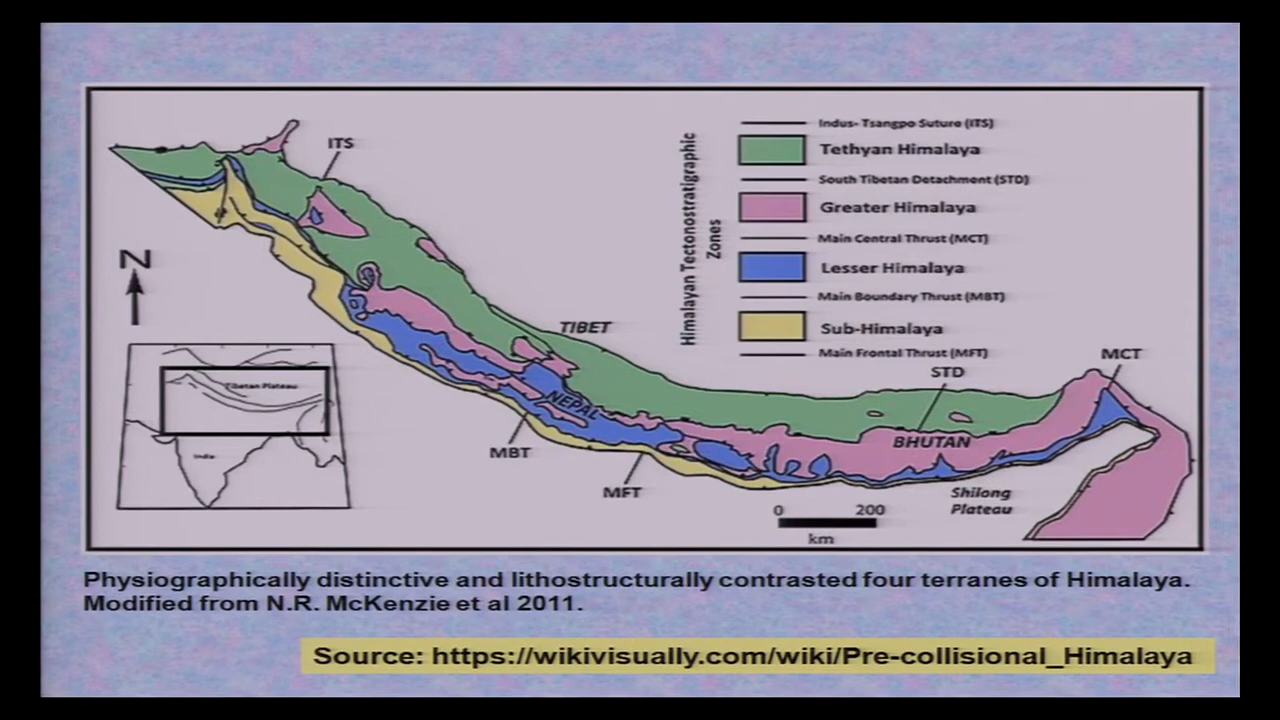 ITS
Indus- Tsangpo Suture (ITS)
Tethyan Himalaya
South Tibetan Detachment (STD)
Greater Himalaya
Main Central Thrust (MCT)
Lesser Himalaya
Main Boundary Thrust (MBT)
Sub-Himalaya
Main Frontal Thrust (MFT)
Himalayan Tectonostratigraphic
Zones
N
TIBET
MCT
STD
NEPAL
BHUTAN
MBT
MFT
Shilong
Plateau
0 200
km
Tibetan Plateau
India
Physiographically distinctive and lithostructurally contrasted four terranes of Himalaya.
Modified from N.R. McKenzie et al 2011.
Source: https://wikivisually.com/wiki/Pre-collisional_Himalaya